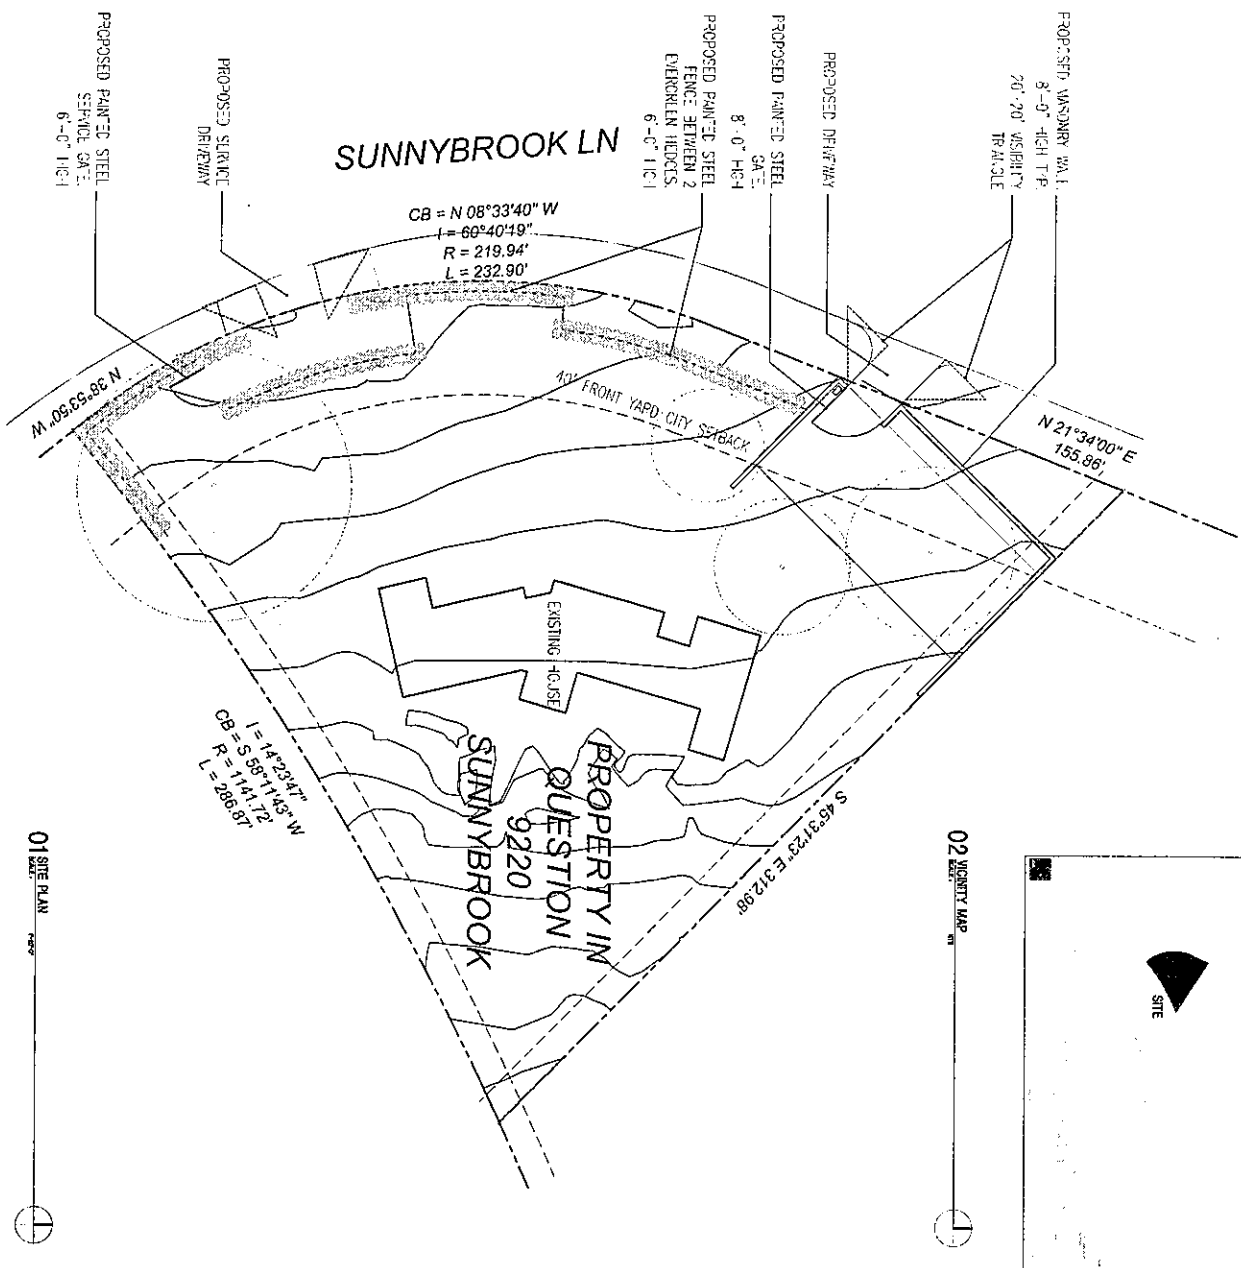 PROPOSED MASONRY WALL
8'-0" HIGH TYP.
20'-20' VISIBILITY
TRIANGLE
PROPOSED DRIVEWAY
PROPOSED PAINTED STEEL
GATE.
8'-0" HIGH
PROPOSED PAINTED STEEL
FENCE BETWEEN 2
EVERGREEN HEDGES.
6'-0" HIGH
PROPOSED SERVICE
DRIVEWAY
PROPOSED PAINTED STEEL
SERVICE GATE.
6'-0" HIGH
SUNNYBROOK LN
CB = N 08°33'40" W
I = 60°40'19"
R = 219.94'
L = 232.90'
N 38°53'50" W
40' FRONT YARD CITY SETBACK
N 21°34'00" E
155.86'
EXISTING HOUSE
PROPERTY IN
QUESTION
9220
SUNNYBROOK
I = 14°23'47"
CB = S 58°11'43" W
R = 1141.72'
L = 286.87'
S 45°31'23" E 312.98'
01 SITE PLAN
02 VICINITY MAP
SITE